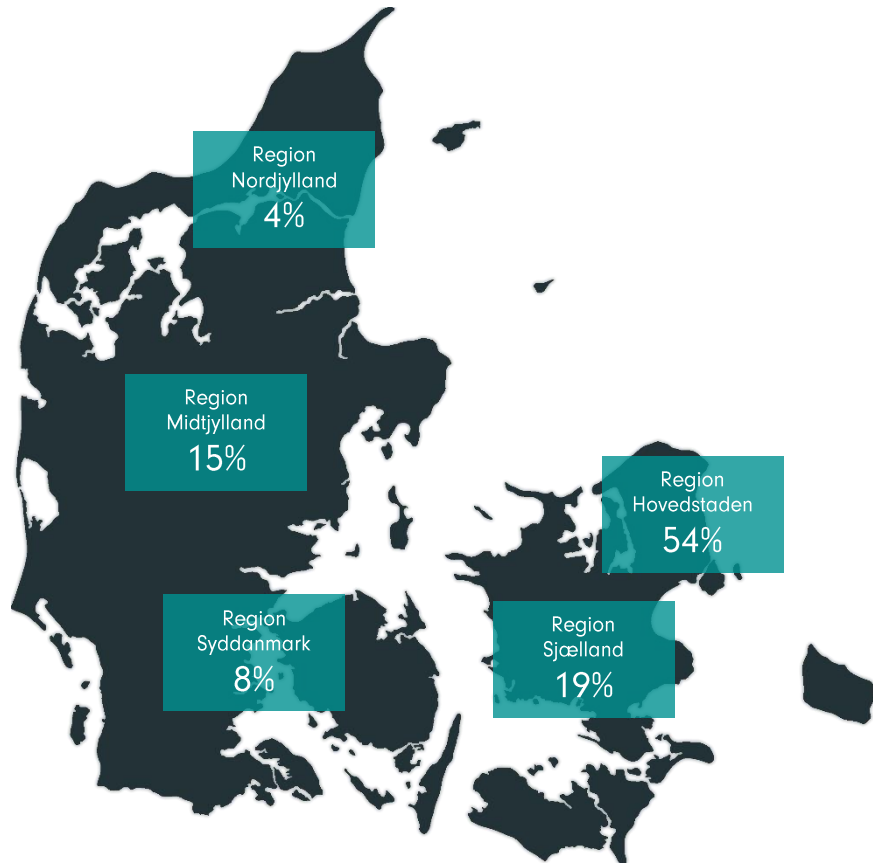 Region
Nordjylland
4%
Region
Midtjylland
15%
Region
Hovedstaden
54%
Region
Syddanmark
8%
Region
Sjælland
19%